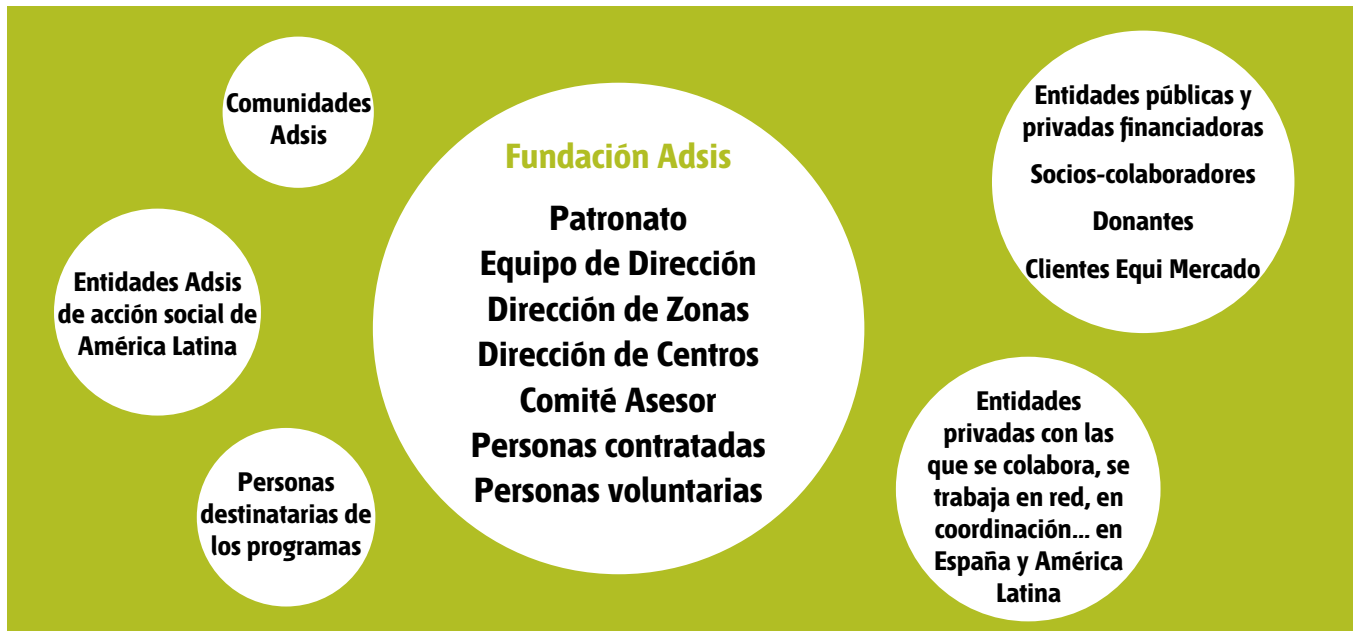 Comunidades
Adsis
Entidades Adsis
de acción social de
América Latina
Personas
destinatarias de
los programas
Fundación Adsis
Patronato
Equipo de Dirección
Dirección de Zonas
Dirección de Centros
Comité Asesor
Personas contratadas
Personas voluntarias
Entidades públicas y
privadas financiadoras
Socios-colaboradores
Donantes
Clientes Equi Mercado
Entidades
privadas con las
que se colabora, se
trabaja en red, en
coordinación... en
España y América
Latina